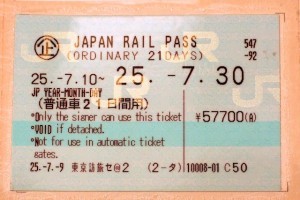 企 JAPAN RAIL PASS 547
(ORDINARY 21DAYS) -92
25.-7.10~ 25.-7.30
JP YEAR-MONTH-DAY
(普通車21日間用)
*Only the signer can use this ticket ¥57700(A)
*VOID if detached.
*Not for use in automatic ticket
gates.
25.-7.-9 東京訪旅セ@2 (2-タ) 10008-01 C50